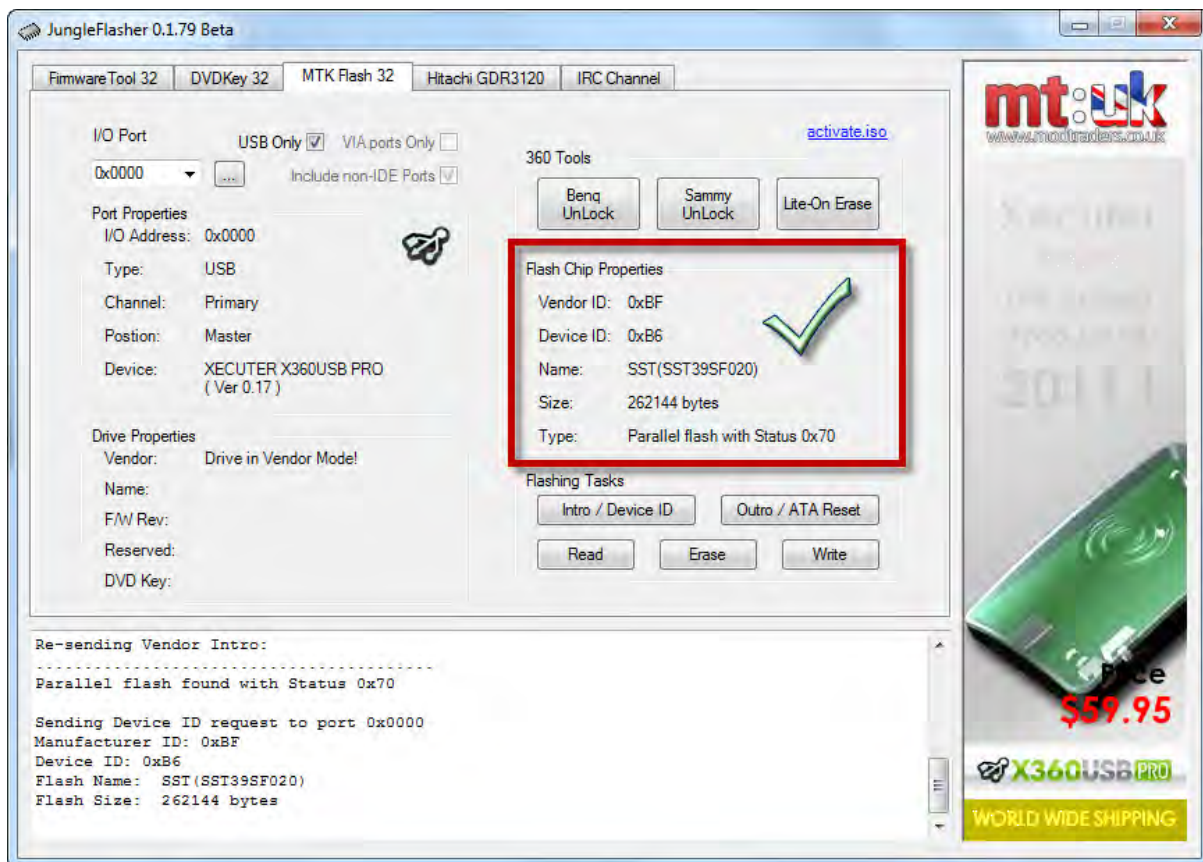 JungleFlasher 0.1.79 Beta
FirmwareTool 32
DVDKey 32
MTK Flash 32
Hitachi GDR3120
IRC Channel
I/O Port
USB Only
VIA ports Only
0x0000
...
Include non-IDE Ports
Port Properties
I/O Address: 0x0000
Type: USB
Channel: Primary
Postion: Master
Device: XECUTER X360USB PRO
( Ver 0.17 )
Drive Properties
Vendor: Drive in Vendor Mode!
Name:
F/W Rev:
Reserved:
DVD Key:
activate.iso
360 Tools
Benq
UnLock
Sammy
UnLock
Lite-On Erase
Flash Chip Properties
Vendor ID: 0xBF
Device ID: 0xB6
Name: SST(SST39SF020)
Size: 262144 bytes
Type: Parallel flash with Status 0x70
Flashing Tasks
Intro / Device ID
Outro / ATA Reset
Read
Erase
Write
Re-sending Vendor Intro:
.........................................
Parallel flash found with Status 0x70
Sending Device ID request to port 0x0000
Manufacturer ID: 0xBF
Device ID: 0xB6
Flash Name: SST(SST39SF020)
Flash Size: 262144 bytes
mt:uk
www.modtraders.co.uk
Price
$59.95
X360USB PRO
WORLD WIDE SHIPPING